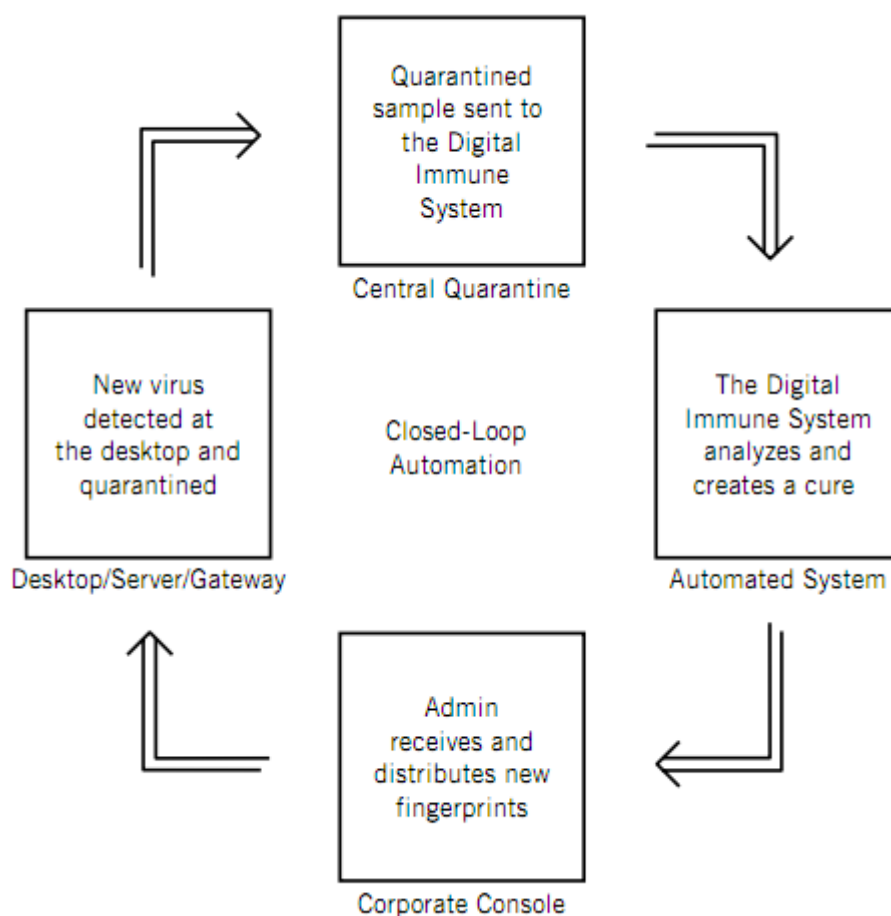 Quarantined
sample sent to
the Digital
Immune
System
Central Quarantine
New virus
detected at
the desktop and
quarantined
Desktop/Server/Gateway
Closed-Loop
Automation
The Digital
Immune System
analyzes and
creates a cure
Automated System
Admin
receives and
distributes new
fingerprints
Corporate Console